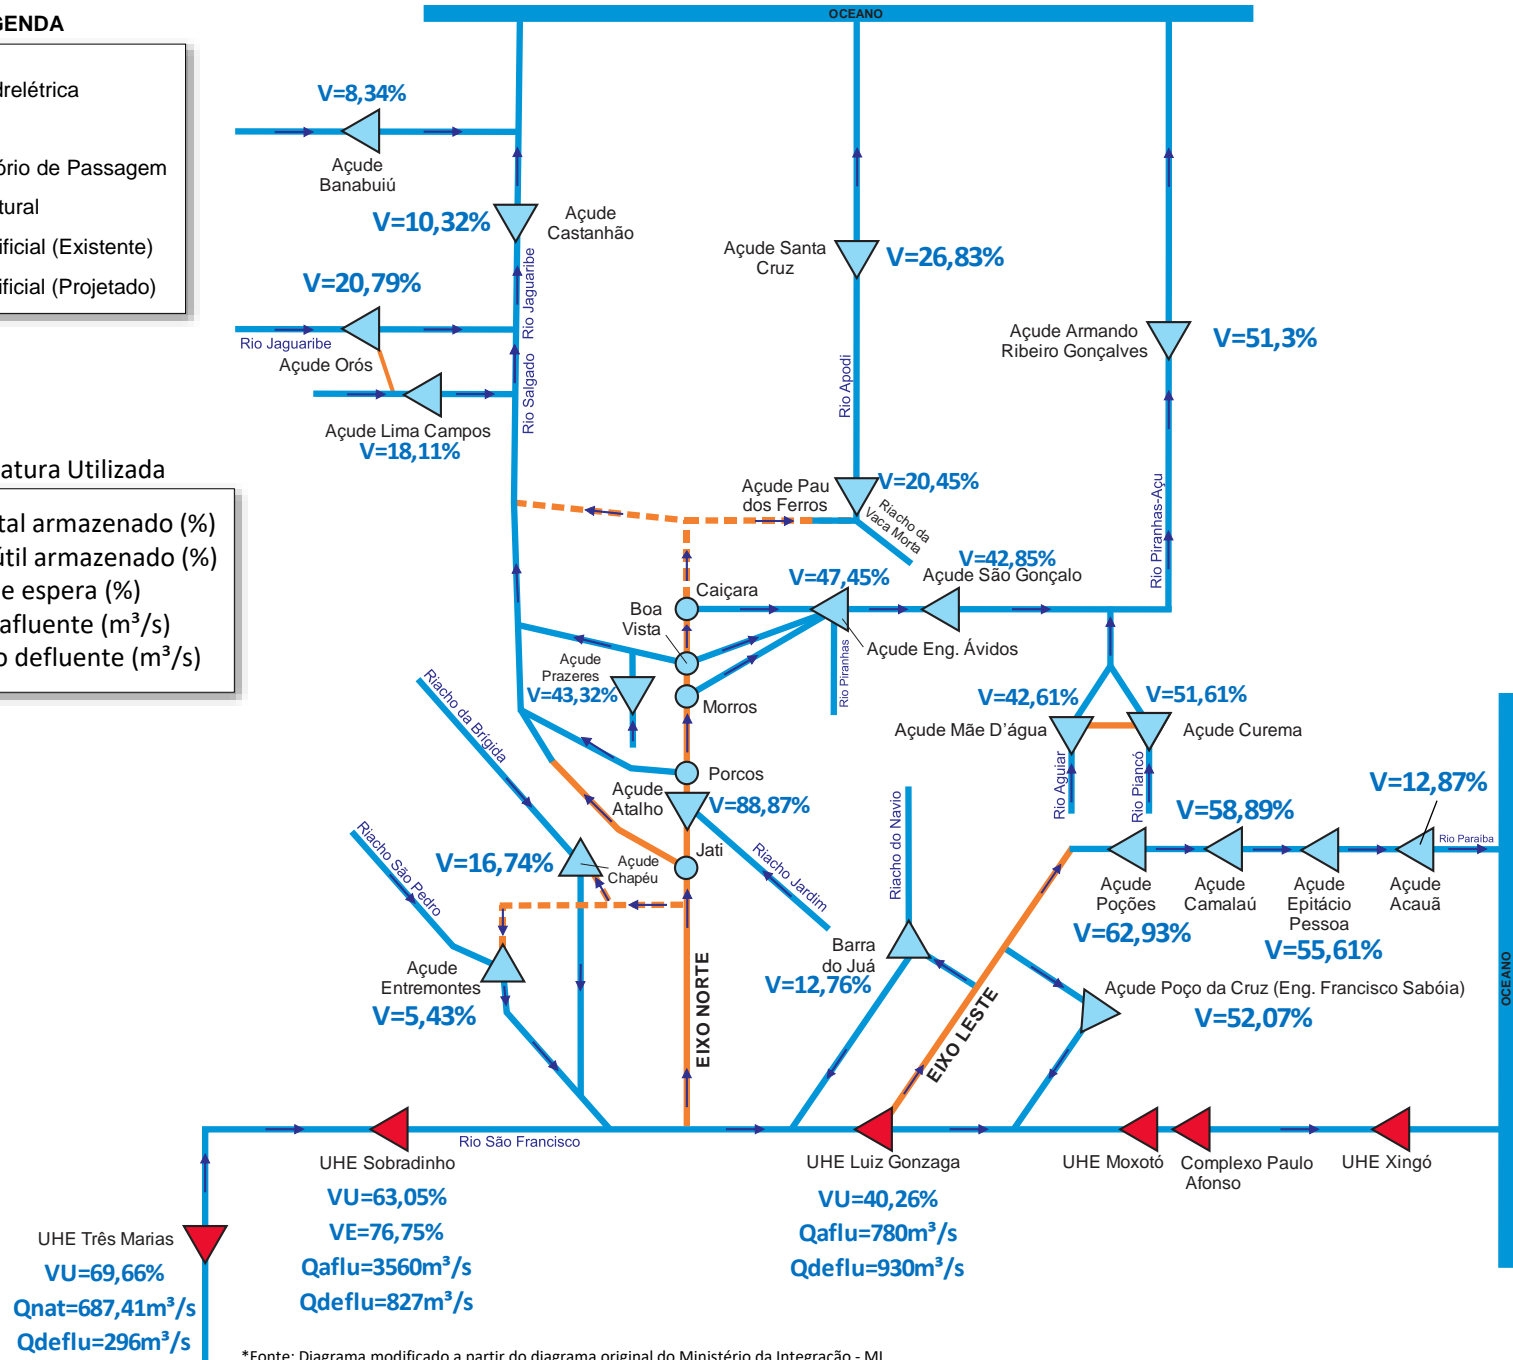 OCEANO
GENDA
drelétrica
ório de Passagem
tural
ificial (Existente)
ificial (Projetado)
V=8,34%
Açude
Banabuiú
V=10,32%
Açude
Castanhão
V=20,79%
Rio Jaguaribe
Açude Orós
Rio Jaguaribe
Rio Salgado
Açude Lima Campos
V=18,11%
Açude Santa
Cruz
V=26,83%
Rio Apodi
Açude Armando
Ribeiro Gonçalves
V=51,3%
Rio Piranhas-Açu
atura Utilizada
tal armazenado (%)
útil armazenado (%)
e espera (%)
afluente (m³/s)
o defluente (m³/s)
Açude Pau
dos Ferros
V=20,45%
Riacho da
Vaca Morta
V=42,85%
Açude São Gonçalo
V=47,45%
Caiçara
Boa
Vista
Açude Eng. Ávidos
Rio Piranhas
Açude
Prazeres
V=43,32%
Morros
Riacho da Brígida
Porcos
Açude
Atalho
V=88,87%
V=42,61%
V=51,61%
Açude Mãe D'água
Açude Curema
Rio Aguiar
Rio Piancó
V=12,87%
V=58,89%
Rio Paraíba
Riacho São Pedro
V=16,74%
Açude
Chapéu
Jati
Riacho Jardim
Riacho do Navio
Açude
Poções
Açude
Camalaú
Açude
Epitácio
Pessoa
Açude
Acauã
V=62,93%
V=55,61%
Barra
do Juá
V=12,76%
Açude
Entremontes
V=5,43%
EIXO NORTE
EIXO LESTE
Açude Poço da Cruz (Eng. Francisco Sabóia)
V=52,07%
OCEANO
Rio São Francisco
UHE Sobradinho
VU=63,05%
VE=76,75%
Qaflu=3560m³/s
Qdeflu=827m³/s
UHE Luiz Gonzaga
VU=40,26%
Qaflu=780m³/s
Qdeflu=930m³/s
UHE Moxotó
Complexo Paulo
Afonso
UHE Xingó
UHE Três Marias
VU=69,66%
Qnat=687,41m³/s
Qdeflu=296m³/s
*Fonte: Diagrama modificado a partir do diagrama original do Ministério da Integração - MI